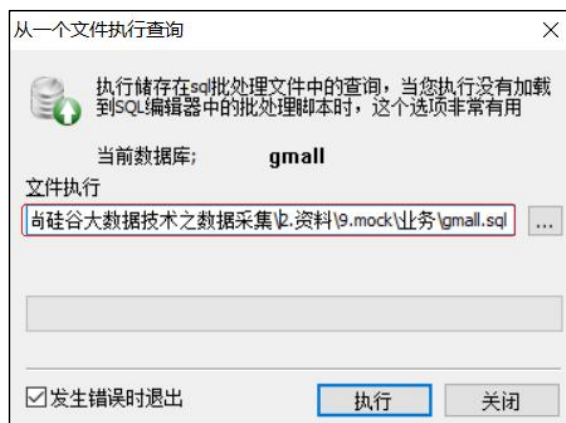 从一个文件执行查询
执行储存在sql批处理文件中的查询，当您执行没有加载
到SQL编辑器中的批处理脚本时，这个选项非常有用
当前数据库; gmall
文件执行
尚硅谷大数据技术之数据采集\2.资料\9.mock\业务\gmall.sql ...
发生错误时退出 执行 关闭